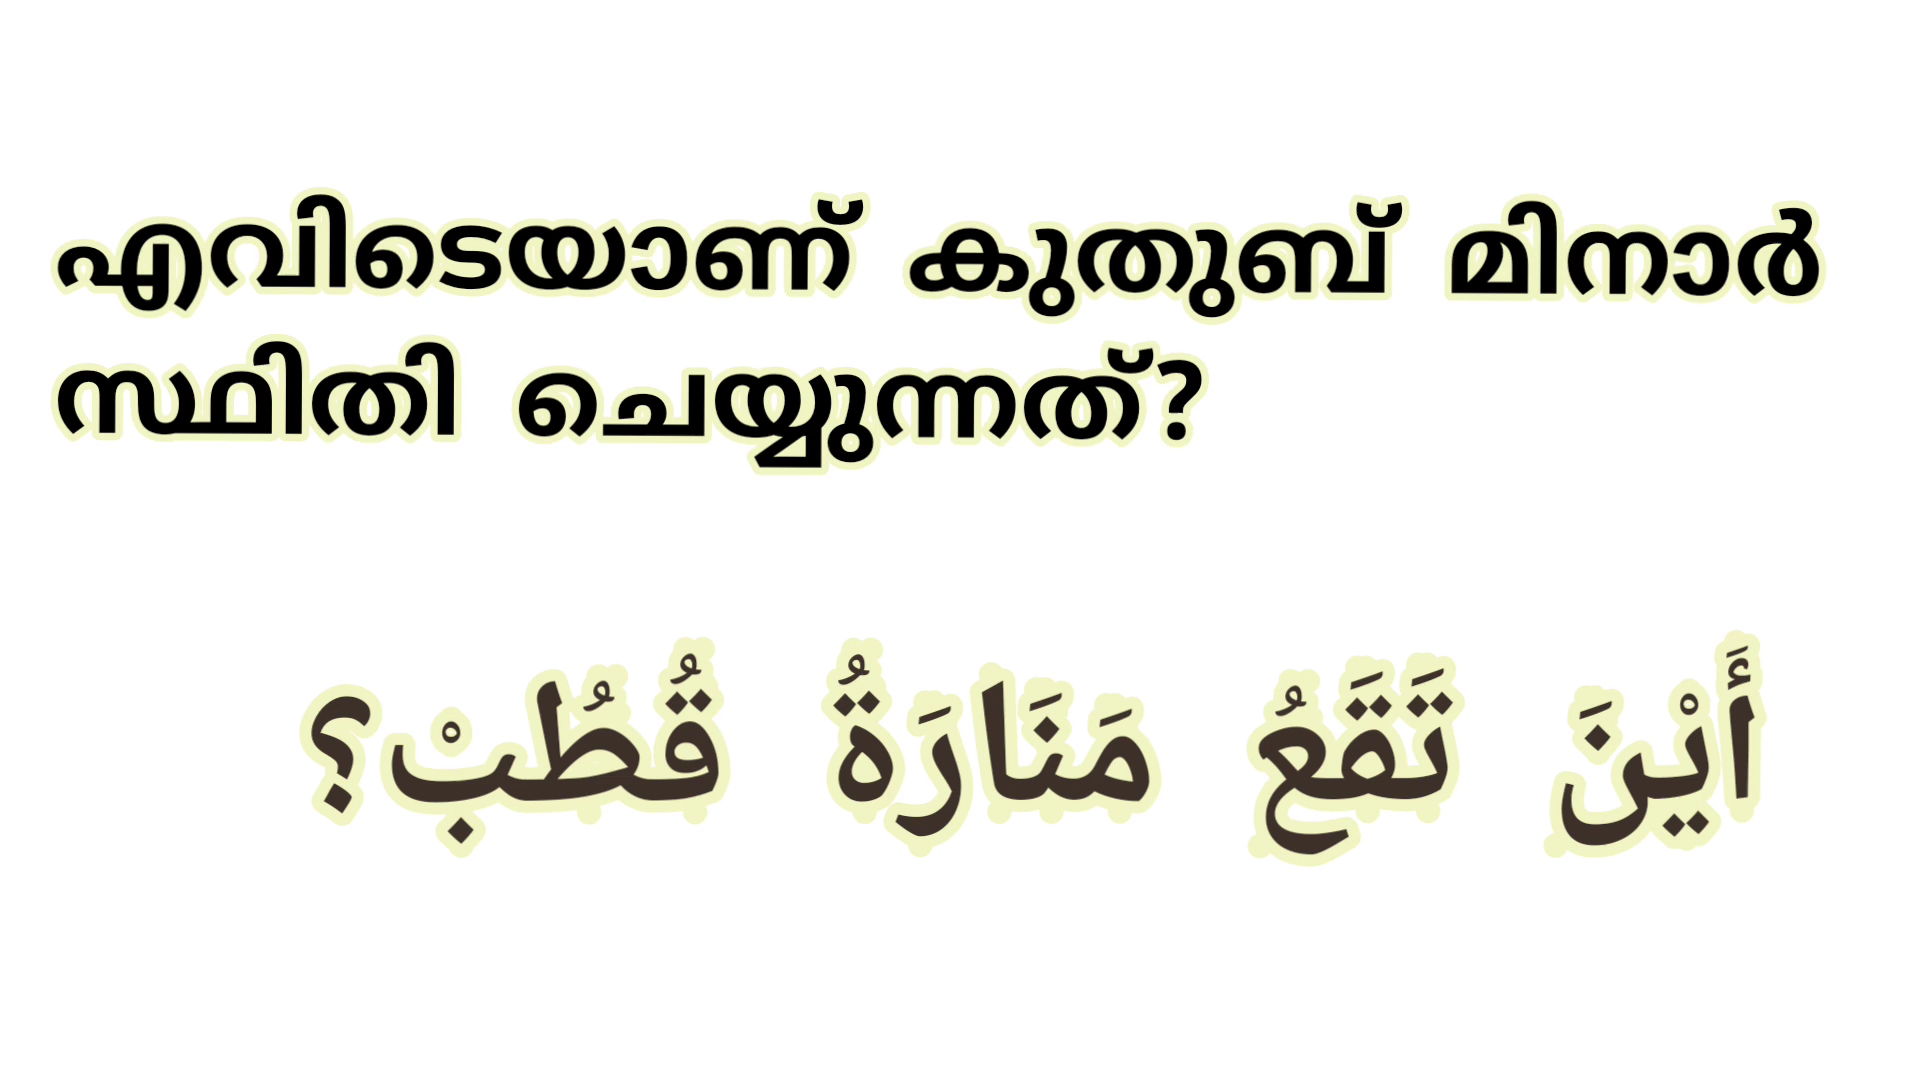 എവിടെയാണ് കുതുബ് മിനാർ
സ്ഥിതി ചെയ്യുന്നത്?
أَيْنَ تَقَعُ مَنَارَةُ قُطُبْ؟